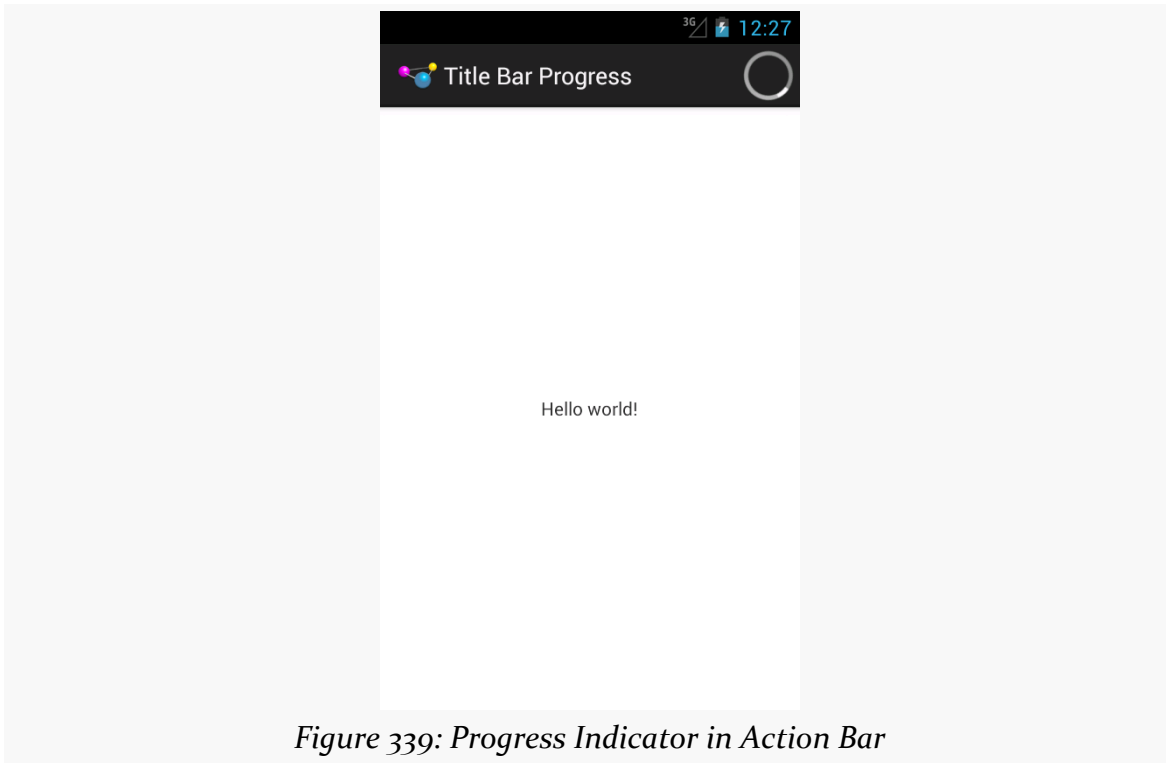 3G 12:27
Title Bar Progress
Hello world!
Figure 339: Progress Indicator in Action Bar